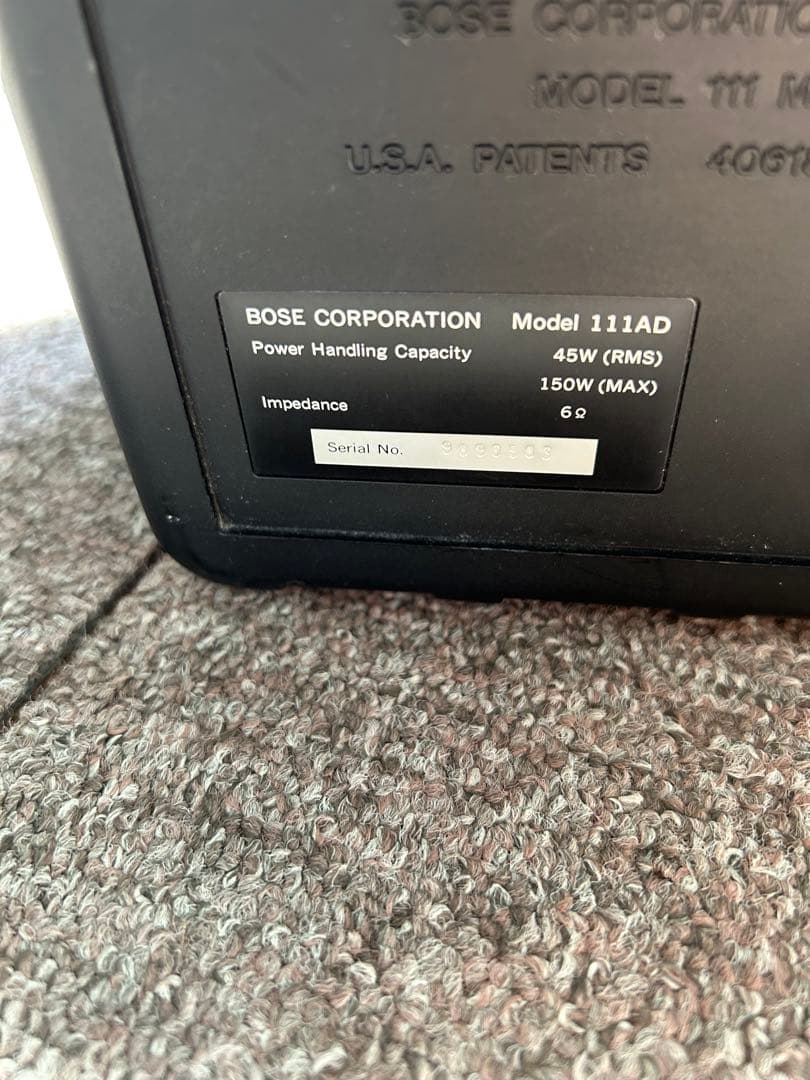 BOSE CORPORATION
MODEL 111
U.S.A. PATENTS
BOSE CORPORATION Model 111AD
Power Handling Capacity 45W (RMS)
150W (MAX)
Impedance 6Ω
Serial No.